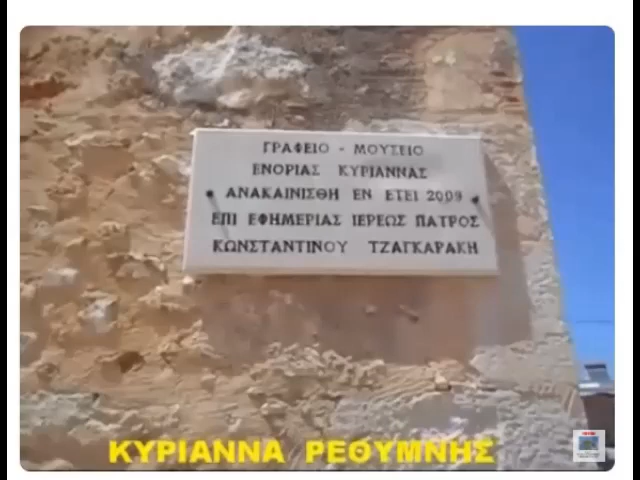 ΓΡΑΦΕΙΟ - ΜΟΥΣΕΙΟ
ΕΝΟΡΙΑΣ ΚΥΡΙΑΝΝΑΣ
ΑΝΑΚΑΙΝΙΣΘΗ ΕΝ ΕΤΕΙ 2009
ΕΠΙ ΕΦΗΜΕΡΙΑΣ ΙΕΡΕΩΣ ΠΑΤΡΟΣ
ΚΩΝΣΤΑΝΤΙΝΟΥ ΤΖΑΓΚΑΡΑΚΗ
ΚΥΡΙΑΝΝΑ ΡΕΘΥΜΝΗΣ